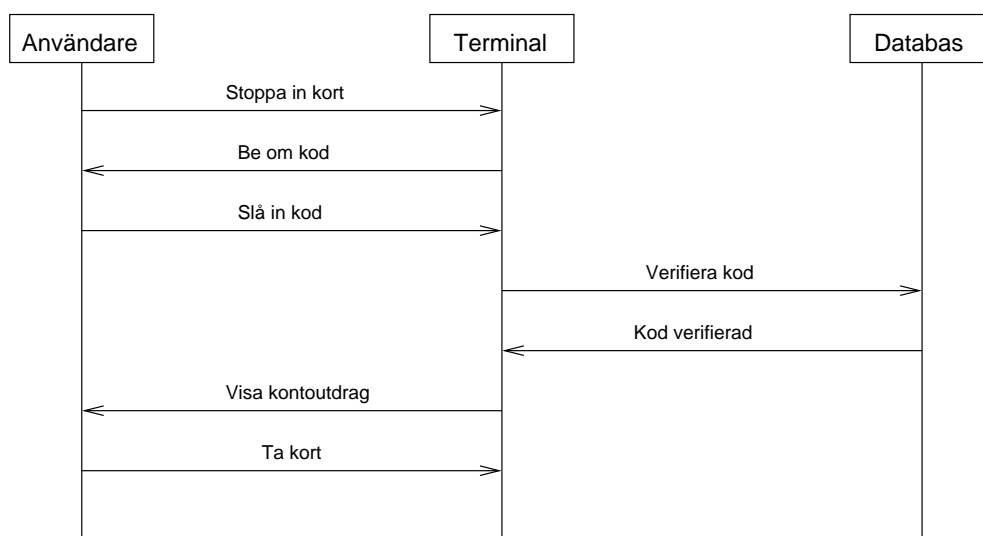 Användare
Terminal
Databas
Stoppa in kort
Be om kod
Slå in kod
Verifiera kod
Kod verifierad
Visa kontoutdrag
Ta kort